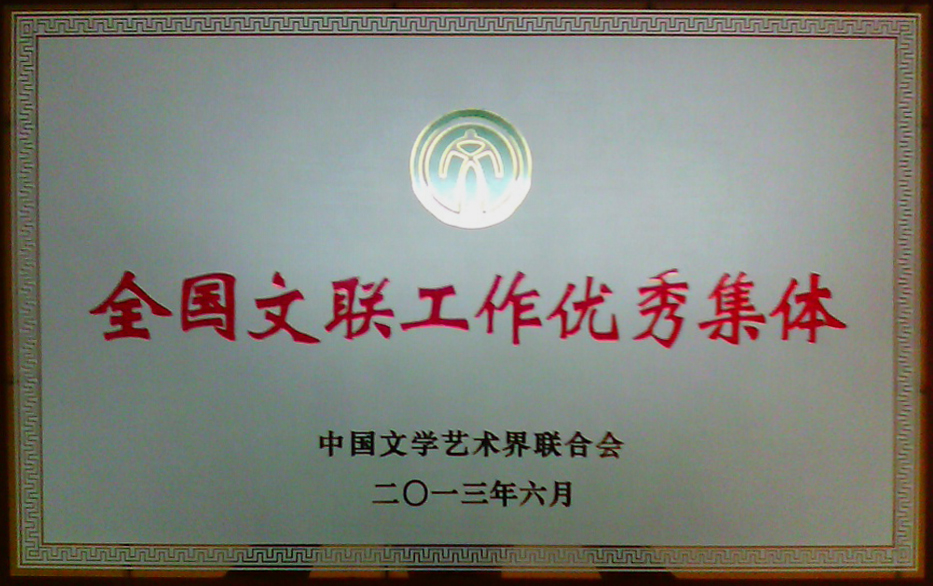 全国文联工作优秀集体
中国文学艺术界联合会
二〇一三年六月